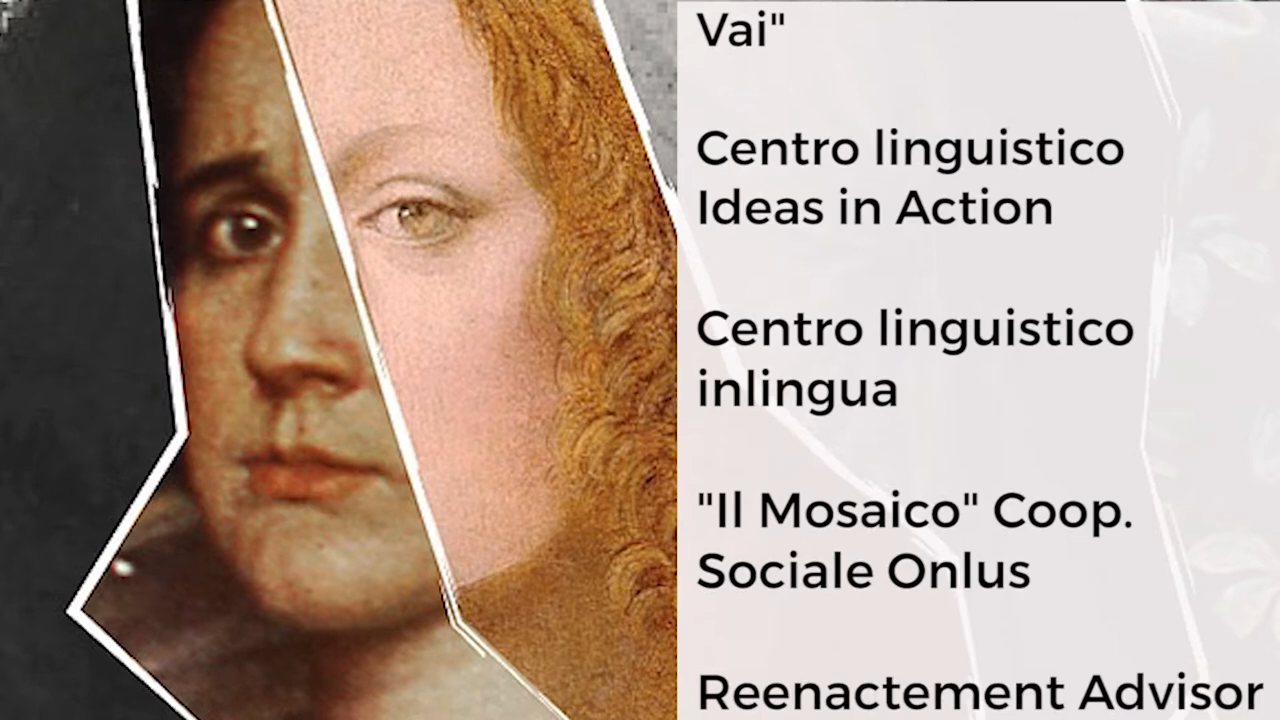 Vai"
Centro linguistico
Ideas in Action
Centro linguistico
inlingua
"Il Mosaico" Coop.
Sociale Onlus
Reenactement Advisor